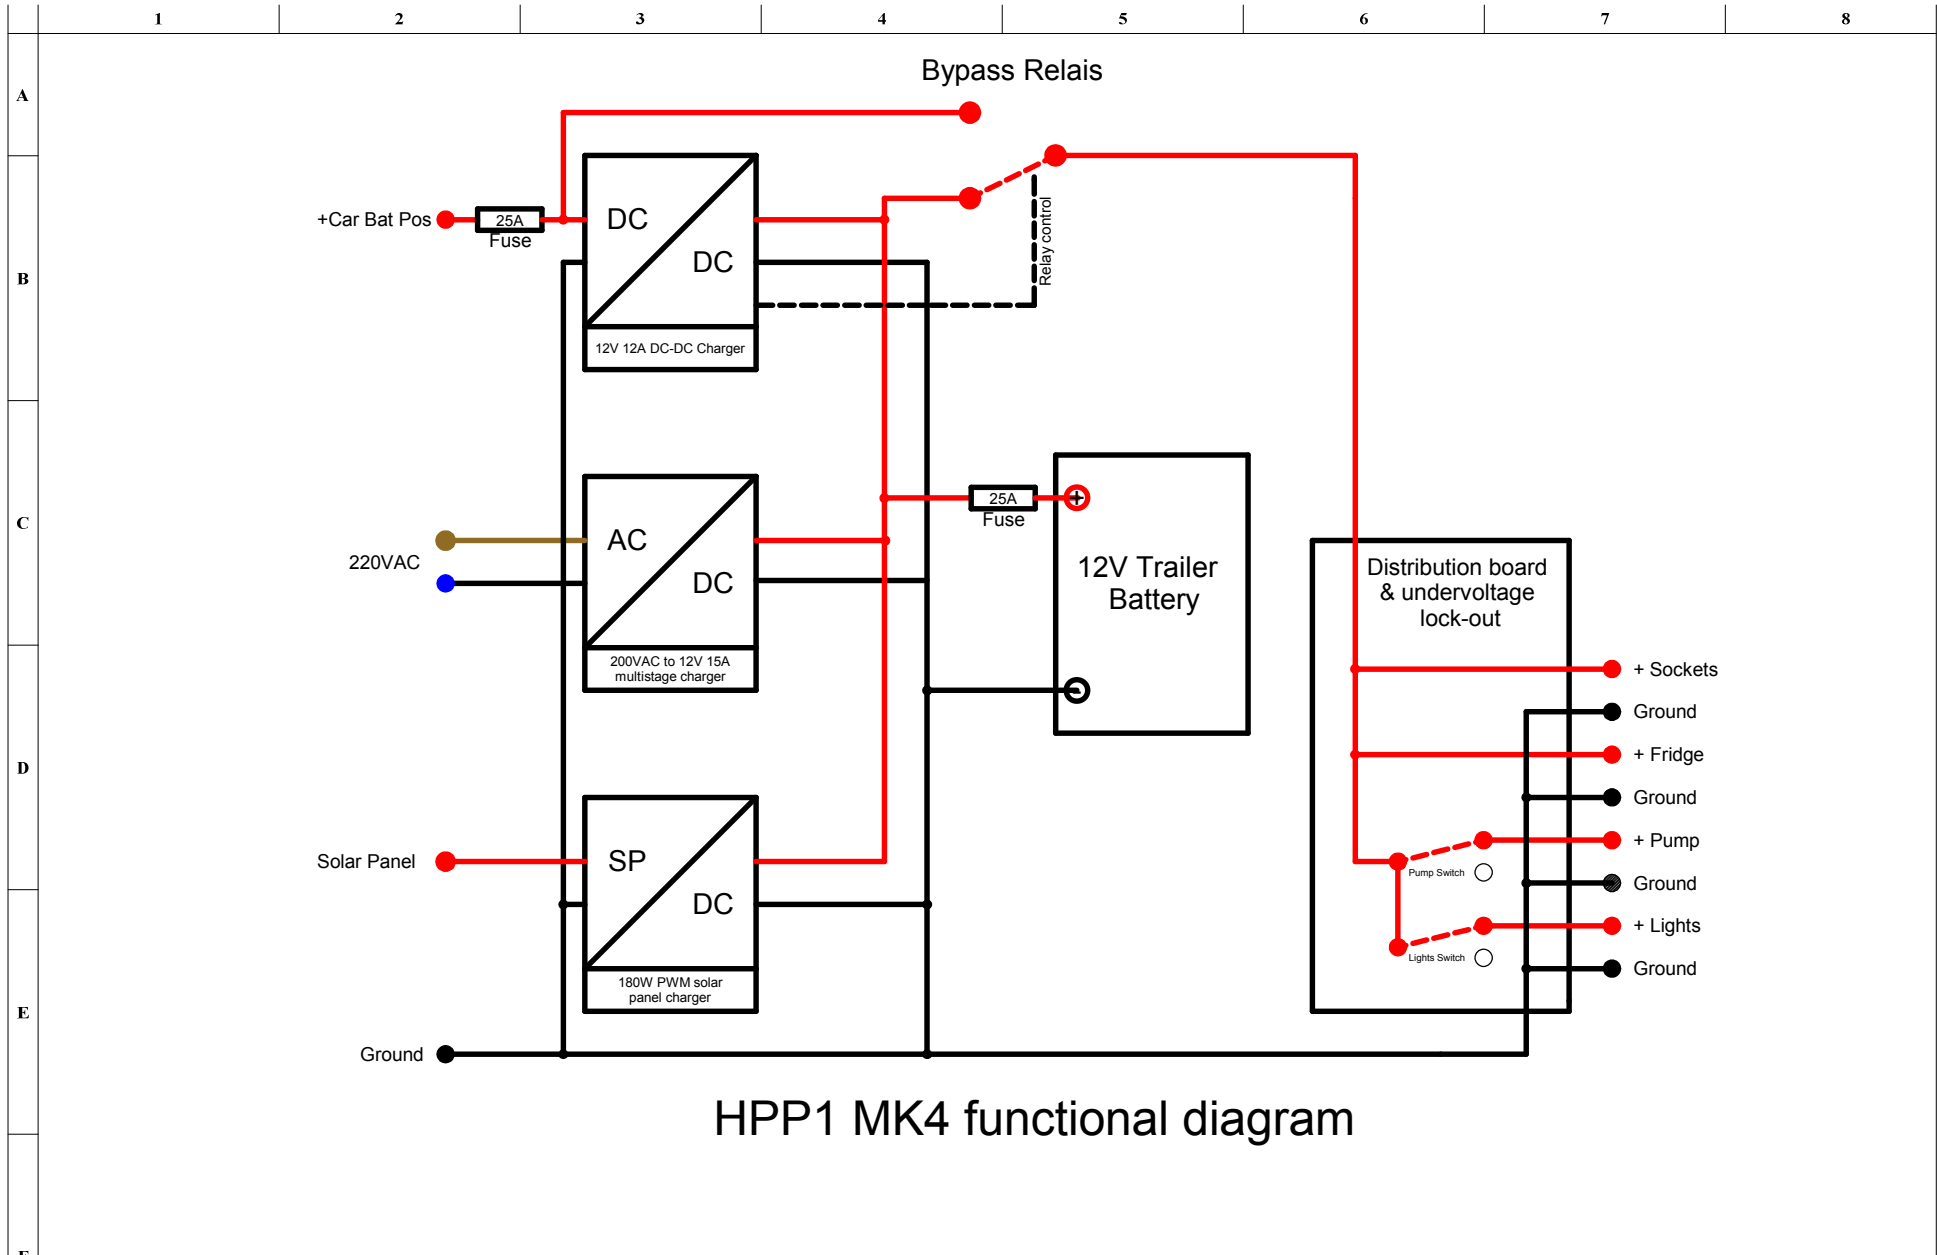 1 2 3 4 5 6 7 8
A
Bypass Relais
B
+Car Bat Pos
25A
Fuse
DC
DC
12V 12A DC-DC Charger
Relay control
C
220VAC
AC
DC
200VAC to 12V 15A
multistage charger
25A
Fuse
+
12V Trailer
Battery
-
Distribution board
& undervoltage
lock-out
D
Solar Panel
SP
DC
180W PWM solar
panel charger
+ Sockets
Ground
+ Fridge
Ground
+ Pump
Pump Switch
Ground
+ Lights
Lights Switch
Ground
E
Ground
HPP1 MK4 functional diagram